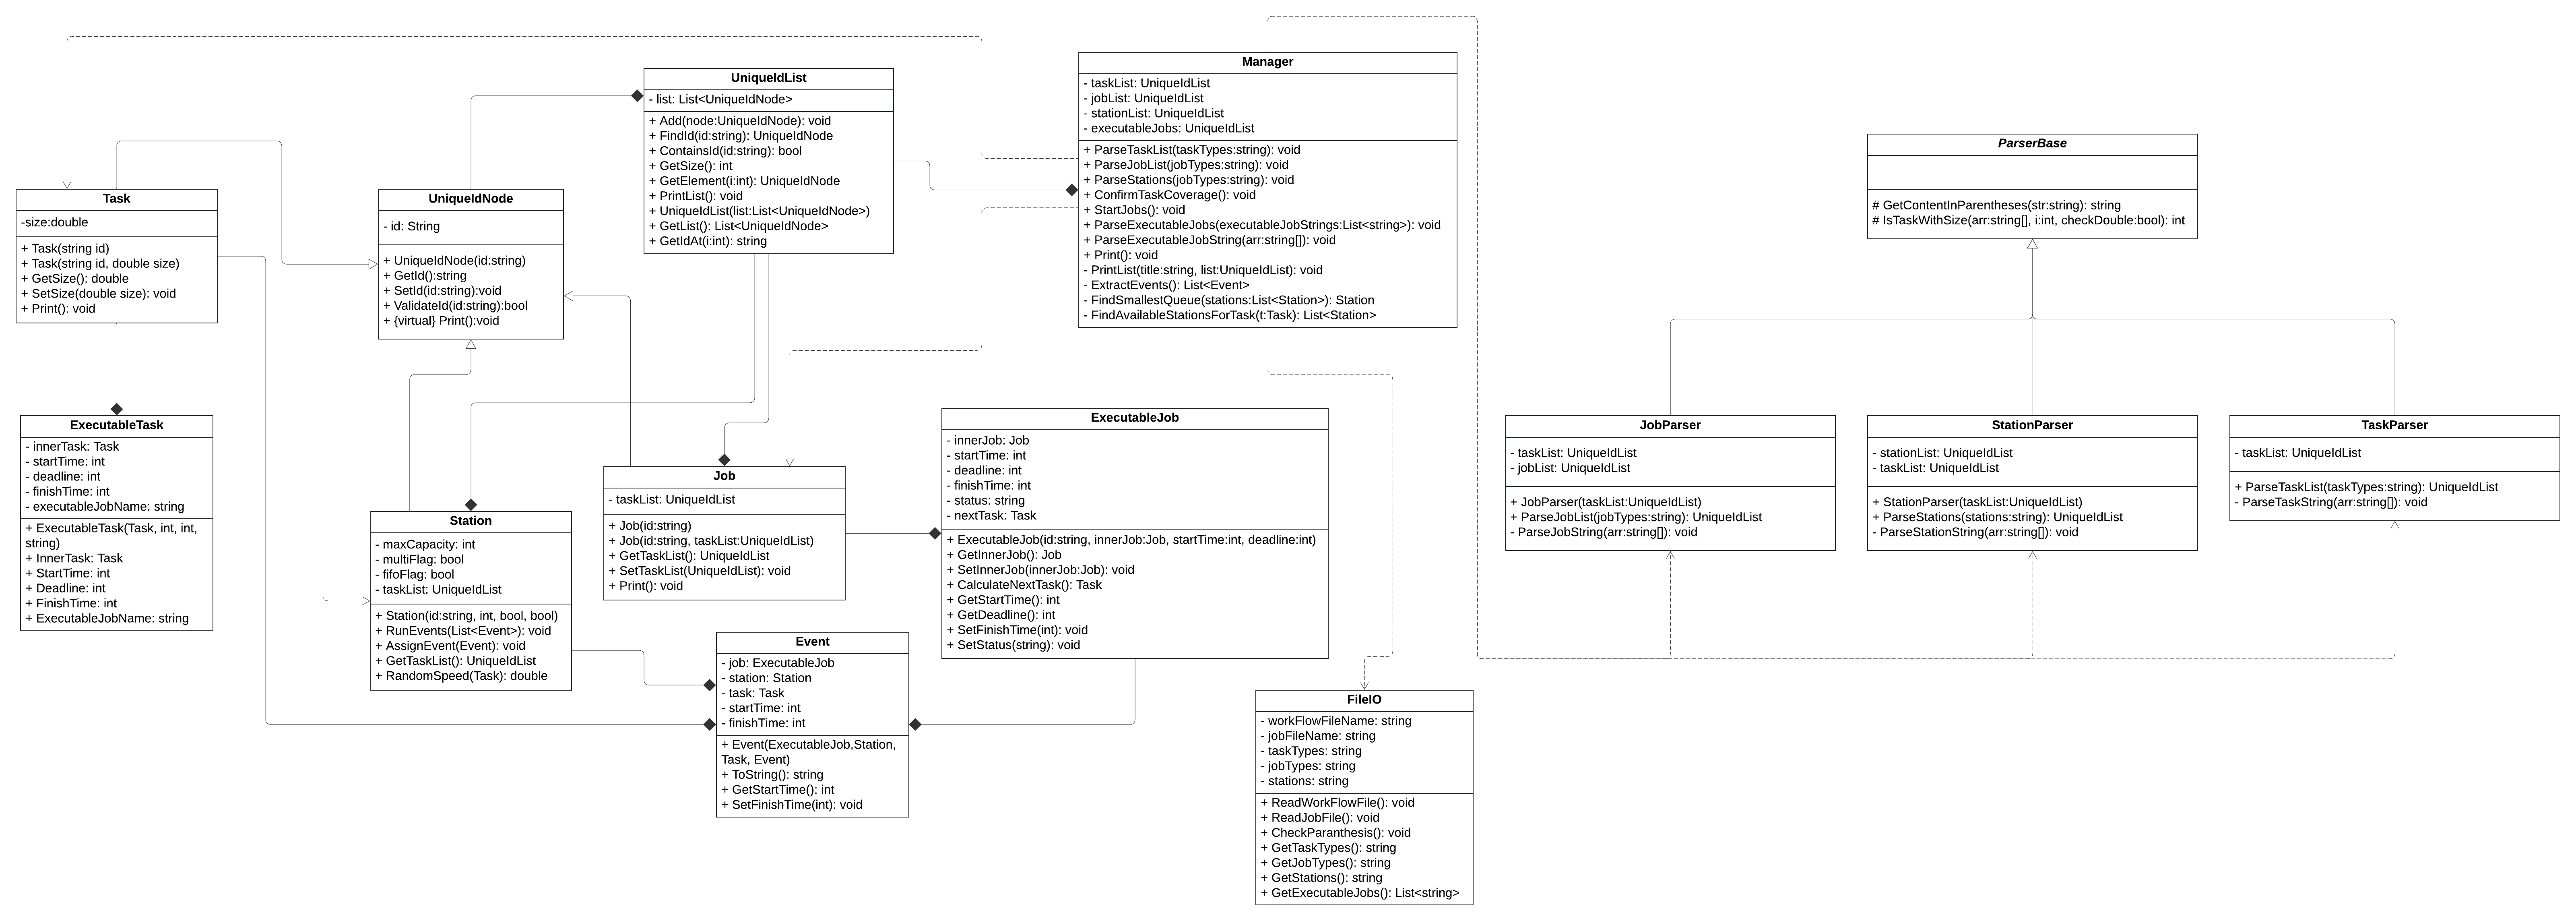 Manager
- taskList: UniqueIdList
- jobList: UniqueIdList
- stationList: UniqueIdList
- executableJobs: UniqueIdList
+ ParseTaskList(taskTypes:string): void
+ ParseJobList(jobTypes:string): void
+ ParseStations(jobTypes:string): void
+ ConfirmTaskCoverage(): void
+ StartJobs(): void
+ ParseExecutableJobs(executableJobStrings:List<string>): void
+ ParseExecutableJobString(arr:string[]): void
+ Print(): void
- PrintList(title:string, list:UniqueIdList): void
- ExtractEvents(): List<Event>
- FindSmallestQueue(stations:List<Station>): Station
- FindAvailableStationsForTask(t:Task): List<Station>
UniqueIdList
- list: List<UniqueIdNode>
+ Add(node:UniqueIdNode): void
+ FindId(id:string): UniqueIdNode
+ ContainsId(id:string): bool
+ GetSize(): int
+ GetElement(i:int): UniqueIdNode
+ PrintList(): void
+ UniqueIdList(list:List<UniqueIdNode>)
+ GetList(): List<UniqueIdNode>
+ GetIdAt(i:int): string
ParserBase
# GetContentInParentheses(str:string): string
# IsTaskWithSize(arr:string[], i:int, checkDouble:bool): int
Task
-size:double
+ Task(string id)
+ Task(string id, double size)
+ GetSize(): double
+ SetSize(double size): void
+ Print(): void
UniqueIdNode
- id: String
+ UniqueIdNode(id:string)
+ GetId():string
+ SetId(id:string):void
+ ValidateId(id:string):bool
+ {virtual} Print():void
ExecutableTask
- innerTask: Task
- startTime: int
- deadline: int
- finishTime: int
- executableJobName: string
+ ExecutableTask(Task, int, int,
string)
+ InnerTask: Task
+ StartTime: int
+ Deadline: int
+ FinishTime: int
+ ExecutableJobName: string
Station
- maxCapacity: int
- multiFlag: bool
- fifoFlag: bool
- taskList: UniqueIdList
+ Station(id:string, int, bool, bool)
+ RunEvents(List<Event>): void
+ AssignEvent(Event): void
+ GetTaskList(): UniqueIdList
+ RandomSpeed(Task): double
Job
- taskList: UniqueIdList
+ Job(id:string)
+ Job(id:string, taskList:UniqueIdList)
+ GetTaskList(): UniqueIdList
+ SetTaskList(UniqueIdList): void
+ Print(): void
ExecutableJob
- innerJob: Job
- startTime: int
- deadline: int
- finishTime: int
- status: string
- nextTask: Task
+ ExecutableJob(id:string, innerJob:Job, startTime:int, deadline:int)
+ GetInnerJob(): Job
+ SetInnerJob(innerJob:Job): void
+ CalculateNextTask(): Task
+ GetStartTime(): int
+ GetDeadline(): int
+ SetFinishTime(int): void
+ SetStatus(string): void
JobParser
- taskList: UniqueIdList
- jobList: UniqueIdList
+ JobParser(taskList:UniqueIdList)
+ ParseJobList(jobTypes:string): UniqueIdList
- ParseJobString(arr:string[]): void
StationParser
- stationList: UniqueIdList
- taskList: UniqueIdList
+ StationParser(taskList:UniqueIdList)
+ ParseStations(stations:string): UniqueIdList
- ParseStationString(arr:string[]): void
TaskParser
- taskList: UniqueIdList
+ ParseTaskList(taskTypes:string): UniqueIdList
- ParseTaskString(arr:string[]): void
Event
- job: ExecutableJob
- station: Station
- task: Task
- startTime: int
- finishTime: int
+ Event(ExecutableJob,Station,
Task, Event)
+ ToString(): string
+ GetStartTime(): int
+ SetFinishTime(int): void
FileIO
- workFlowFileName: string
- jobFileName: string
- taskTypes: string
- jobTypes: string
- stations: string
+ ReadWorkFlowFile(): void
+ ReadJobFile(): void
+ CheckParanthesis(): void
+ GetTaskTypes(): string
+ GetJobTypes(): string
+ GetStations(): string
+ GetExecutableJobs(): List<string>